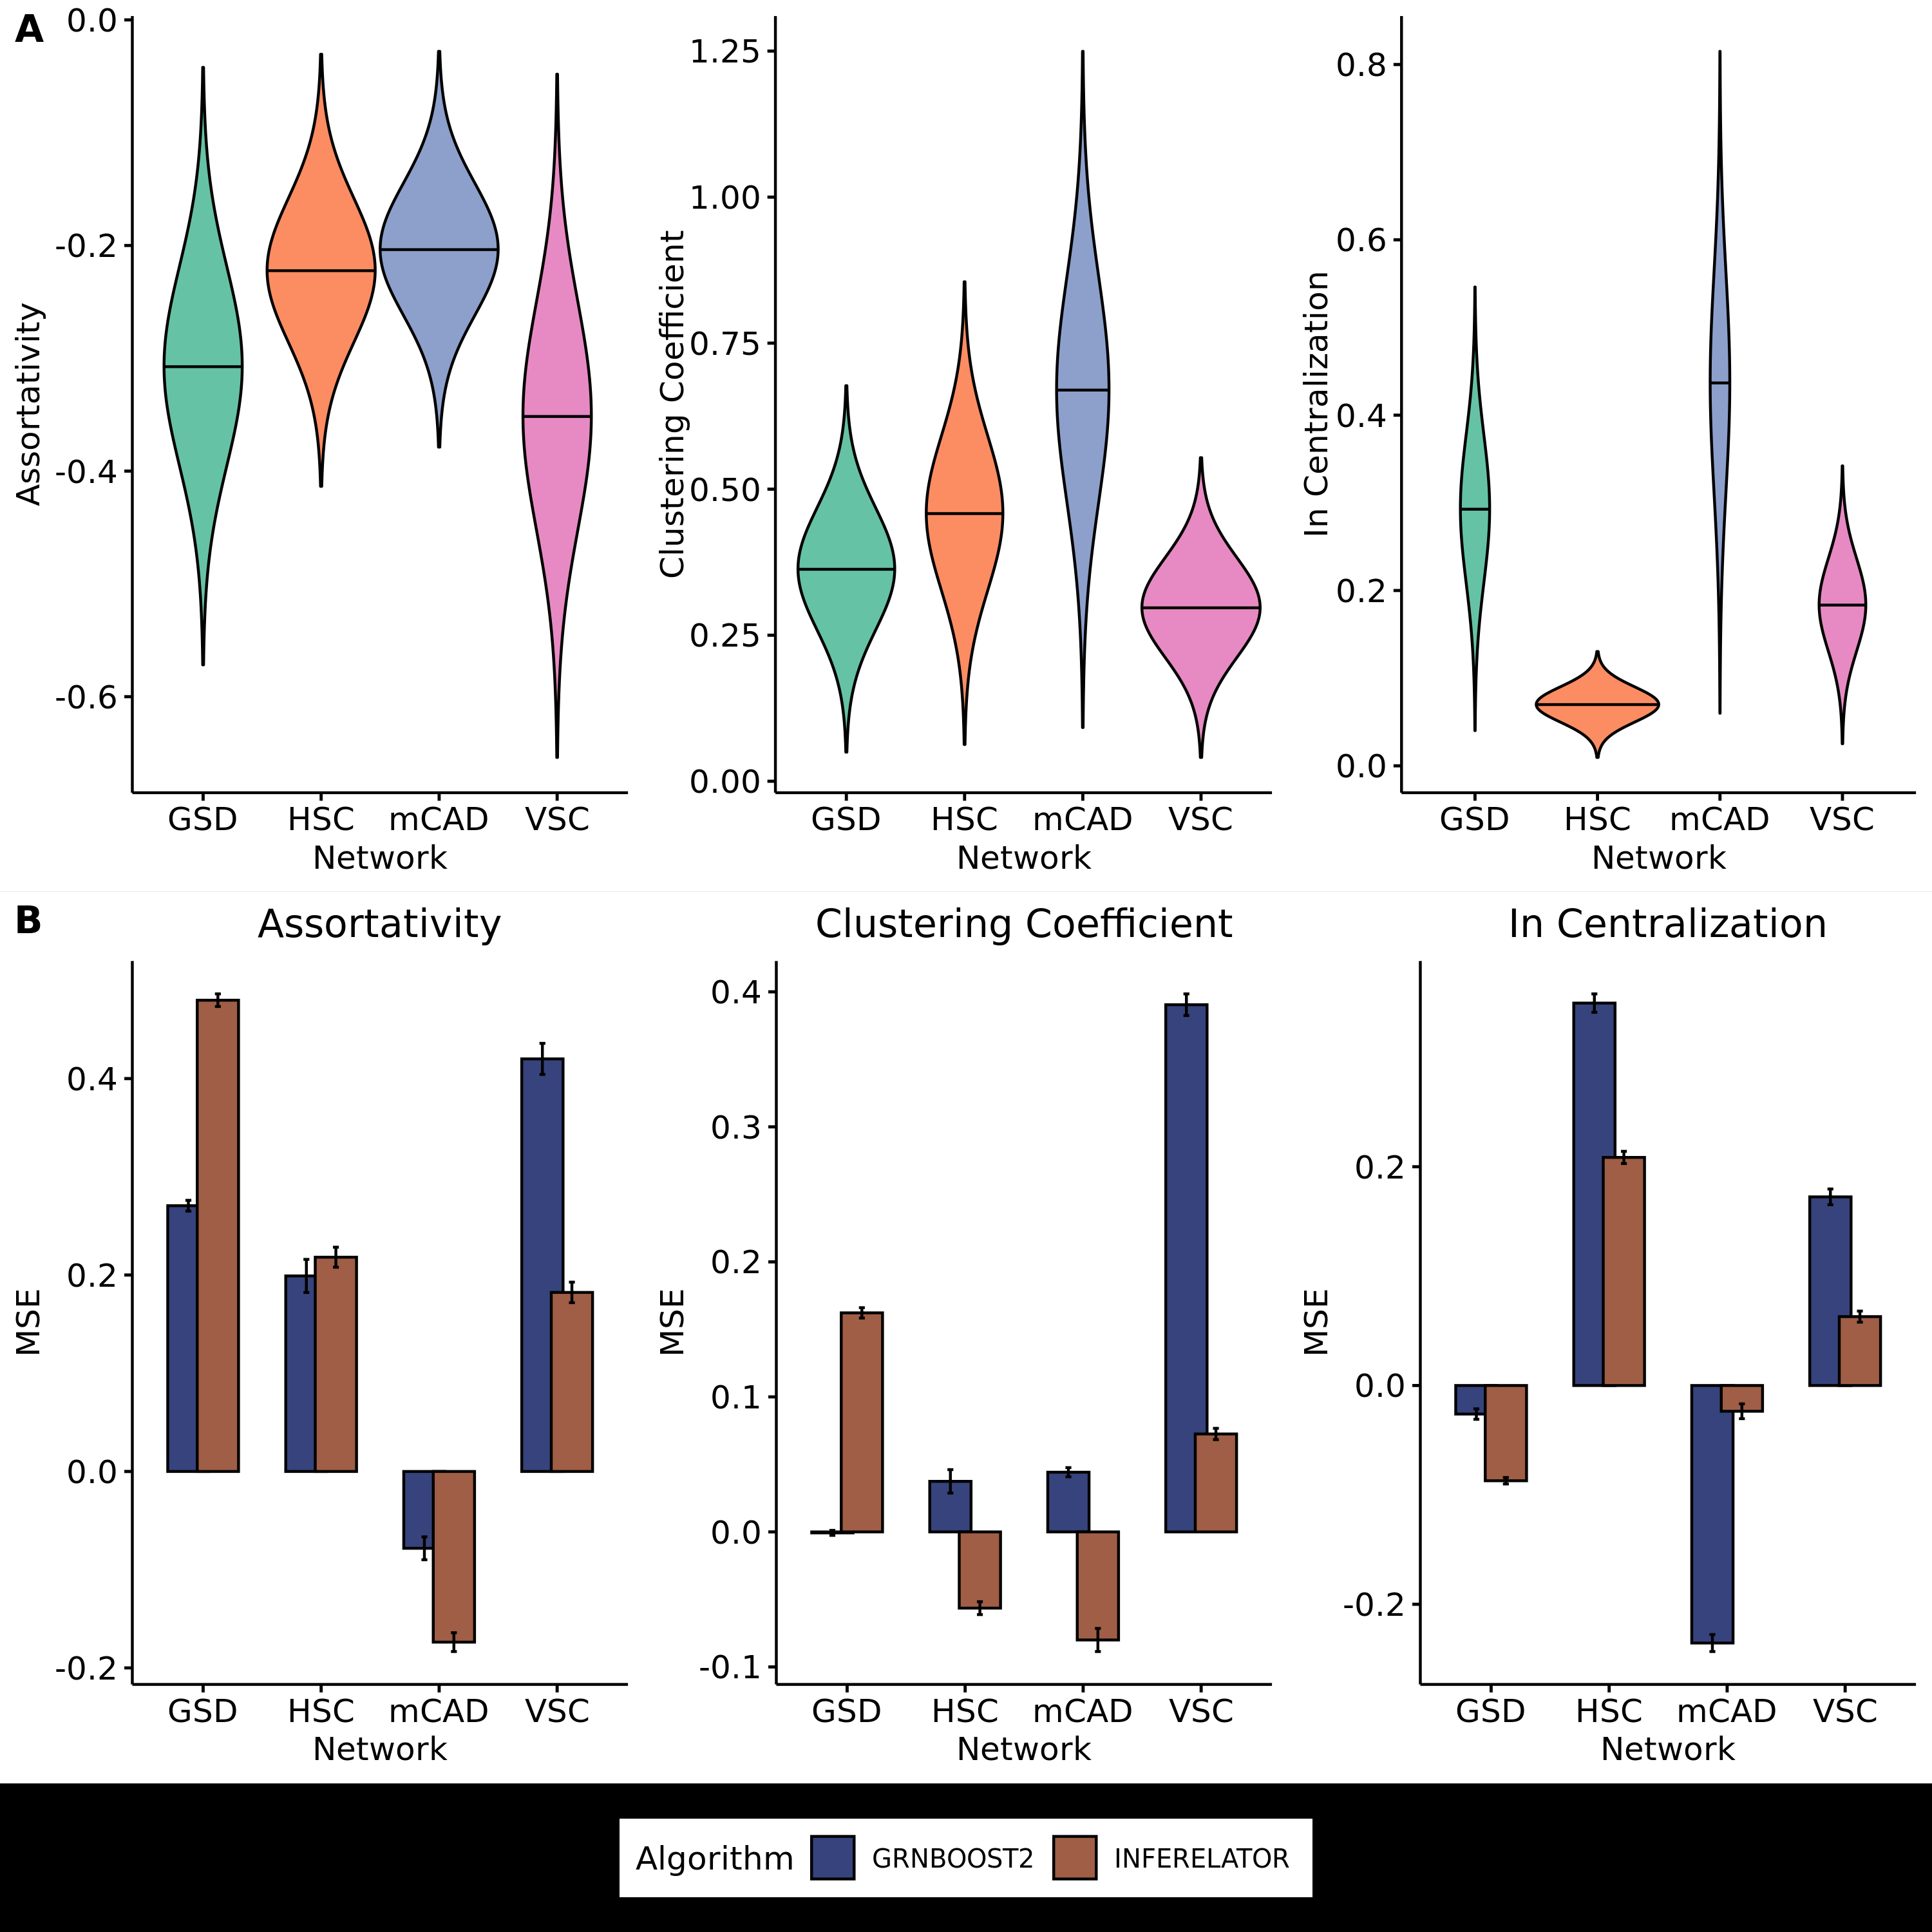 A
Assortativity
0.0
-0.2
-0.4
-0.6
GSD HSC mCAD VSC
Network
Clustering Coefficient
1.25
1.00
0.75
0.50
0.25
0.00
GSD HSC mCAD VSC
Network
In Centralization
0.8
0.6
0.4
0.2
0.0
GSD HSC mCAD VSC
Network
B
Assortativity
MSE
0.4
0.2
0.0
-0.2
GSD HSC mCAD VSC
Network
Clustering Coefficient
MSE
0.4
0.3
0.2
0.1
0.0
-0.1
GSD HSC mCAD VSC
Network
In Centralization
MSE
0.2
0.0
-0.2
GSD HSC mCAD VSC
Network
Algorithm GRNBOOST2 INFERELATOR